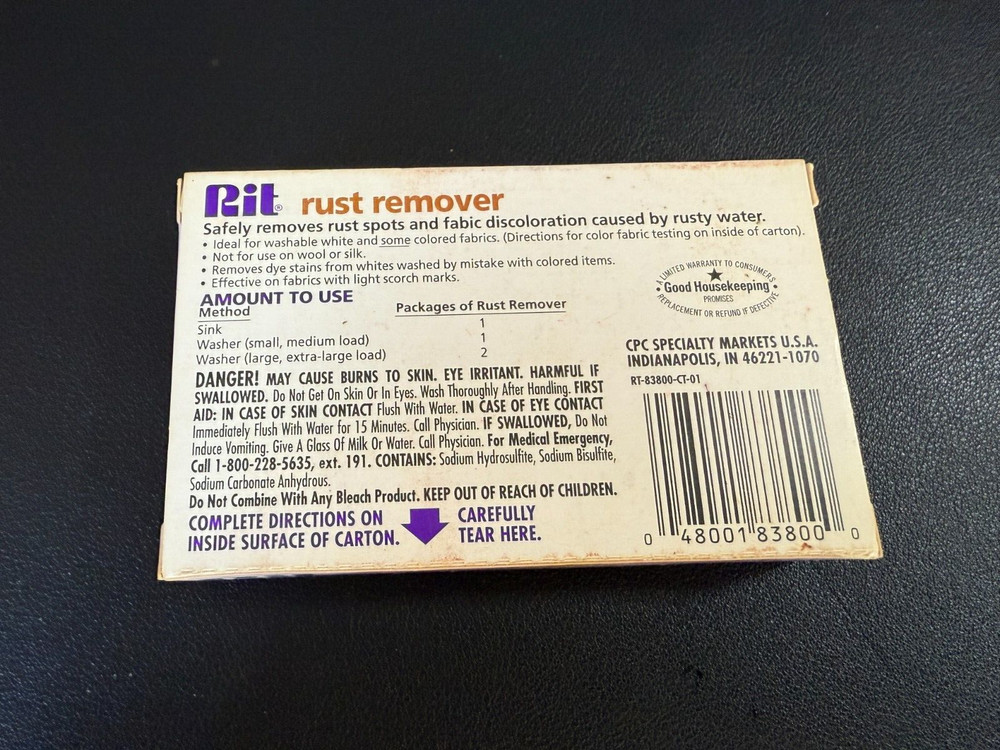 Rit® rust remover
Safely removes rust spots and fabic discoloration caused by rusty water.
• Ideal for washable white and some colored fabrics. (Directions for color fabric testing on inside of carton).
• Not for use on wool or silk.
• Removes dye stains from whites washed by mistake with colored items.
• Effective on fabrics with light scorch marks.
AMOUNT TO USE
Method Packages of Rust Remover
Sink 1
Washer (small, medium load) 1
Washer (large, extra-large load) 2
DANGER! MAY CAUSE BURNS TO SKIN. EYE IRRITANT. HARMFUL IF
SWALLOWED. Do Not Get On Skin Or In Eyes. Wash Thoroughly After Handling. FIRST
AID: IN CASE OF SKIN CONTACT Flush With Water. IN CASE OF EYE CONTACT
Immediately Flush With Water for 15 Minutes. Call Physician. IF SWALLOWED, Do Not
Induce Vomiting. Give A Glass Of Milk Or Water. Call Physician. For Medical Emergency,
Call 1-800-228-5635, ext. 191. CONTAINS: Sodium Hydrosulfite, Sodium Bisulfite,
Sodium Carbonate Anhydrous.
Do Not Combine With Any Bleach Product. KEEP OUT OF REACH OF CHILDREN.
COMPLETE DIRECTIONS ON
INSIDE SURFACE OF CARTON.
CAREFULLY
TEAR HERE.
• LIMITED WARRANTY TO CONSUMERS •
Good Housekeeping
PROMISES
REPLACEMENT OR REFUND IF DEFECTIVE
CPC SPECIALTY MARKETS U.S.A.
INDIANAPOLIS, IN 46221-1070
RT-83800-CT-01
0 48001 83800 0